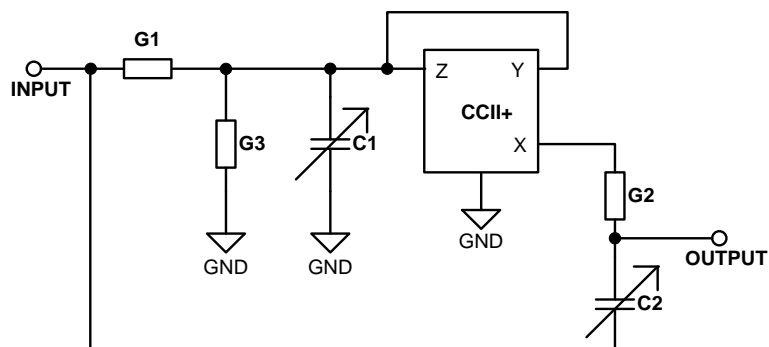 G1
INPUT
Z
Y
CCII+
X
G3
C1
G2
GND
GND
GND
OUTPUT
C2